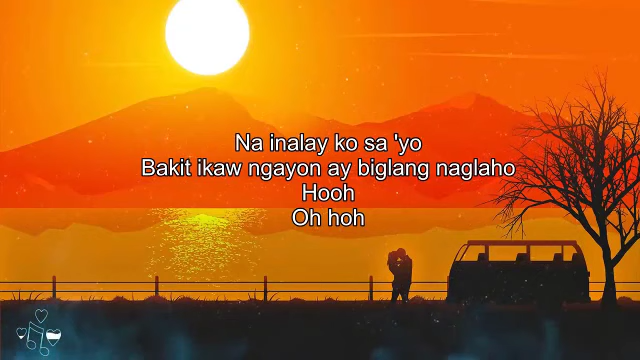 Na inalay ko sa 'yo
Bakit ikaw ngayon ay biglang naglaho
Hooh
Oh hoh